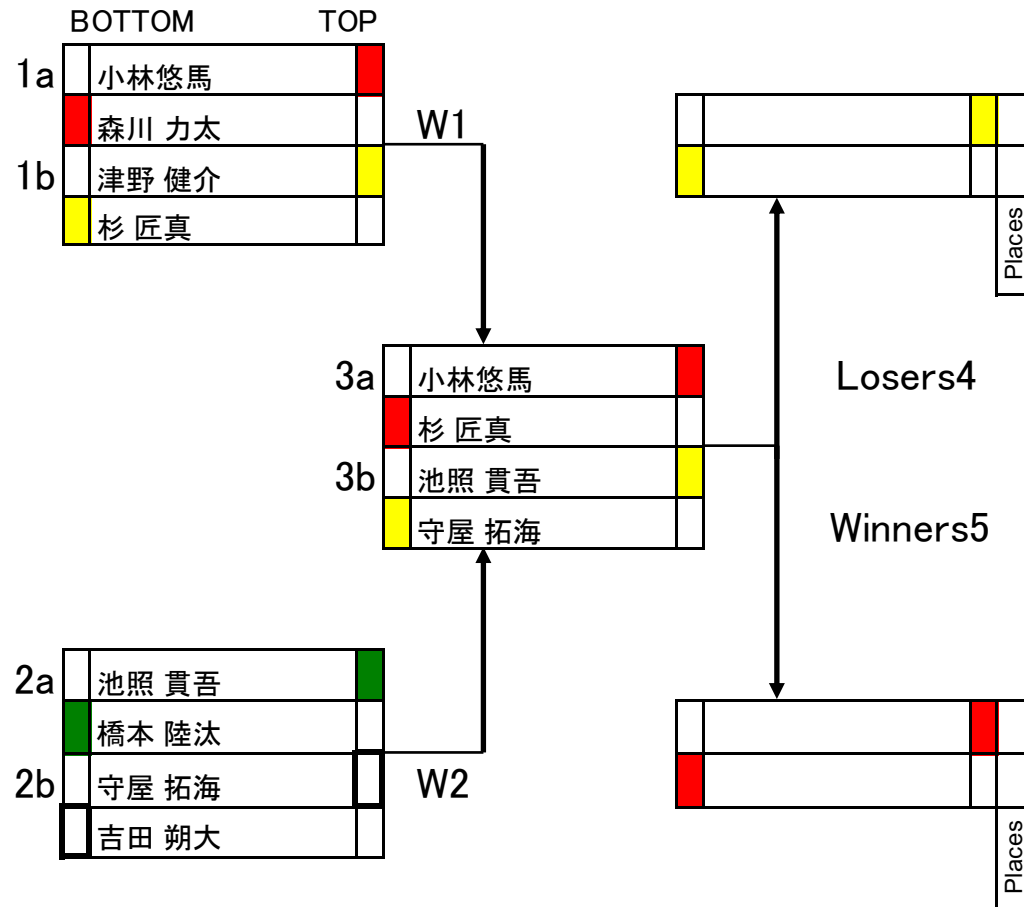 BOTTOM TOP
1a 小林悠馬
森川 力太
W1
1b 津野 健介
杉 匠真
Places
3a 小林悠馬
Losers4
杉 匠真
3b 池照 貫吾
守屋 拓海
Winners5
2a 池照 貫吾
橋本 陸汰
2b 守屋 拓海
W2
吉田 朔大
Places